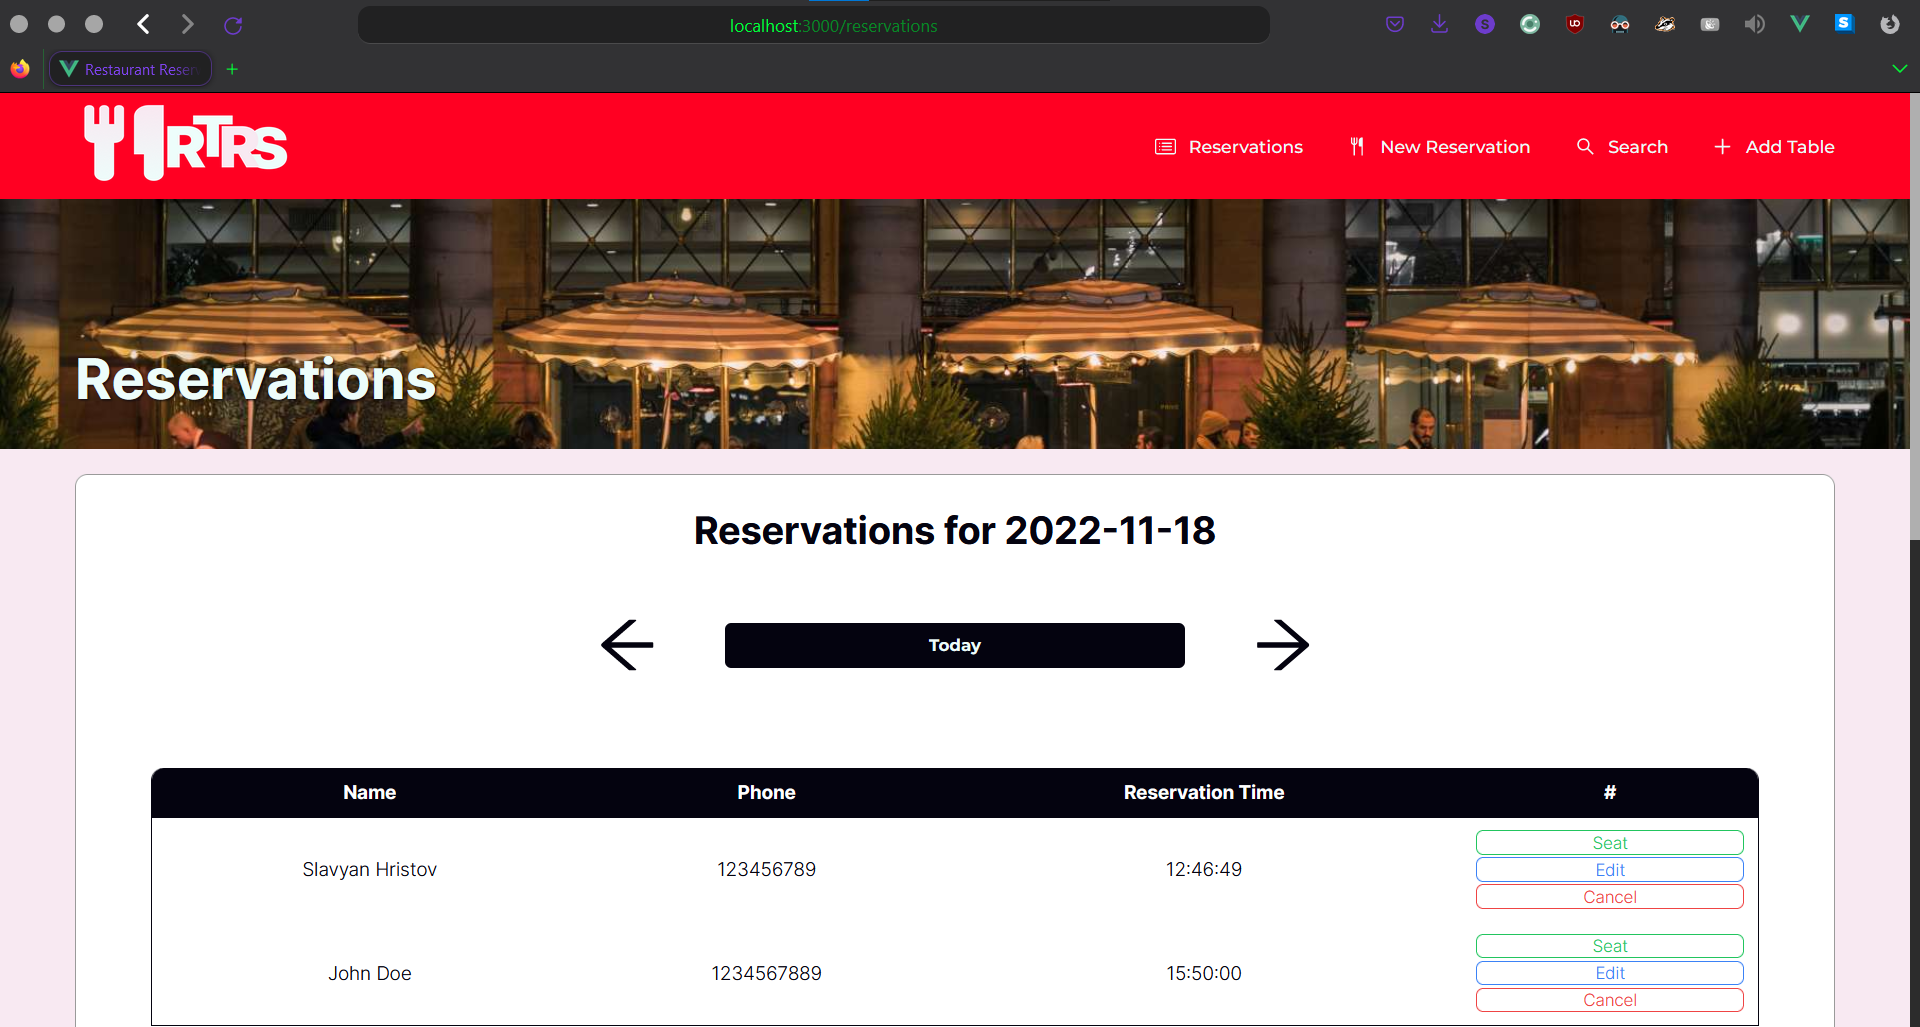 localhost:3000/reservations
Restaurant Reser
RTRS
Reservations
New Reservation
Search
Add Table
Reservations
Reservations for 2022-11-18
Today
Name Phone Reservation Time #
Slavyan Hristov 123456789 12:46:49
Seat
Edit
Cancel
John Doe 1234567889 15:50:00
Seat
Edit
Cancel